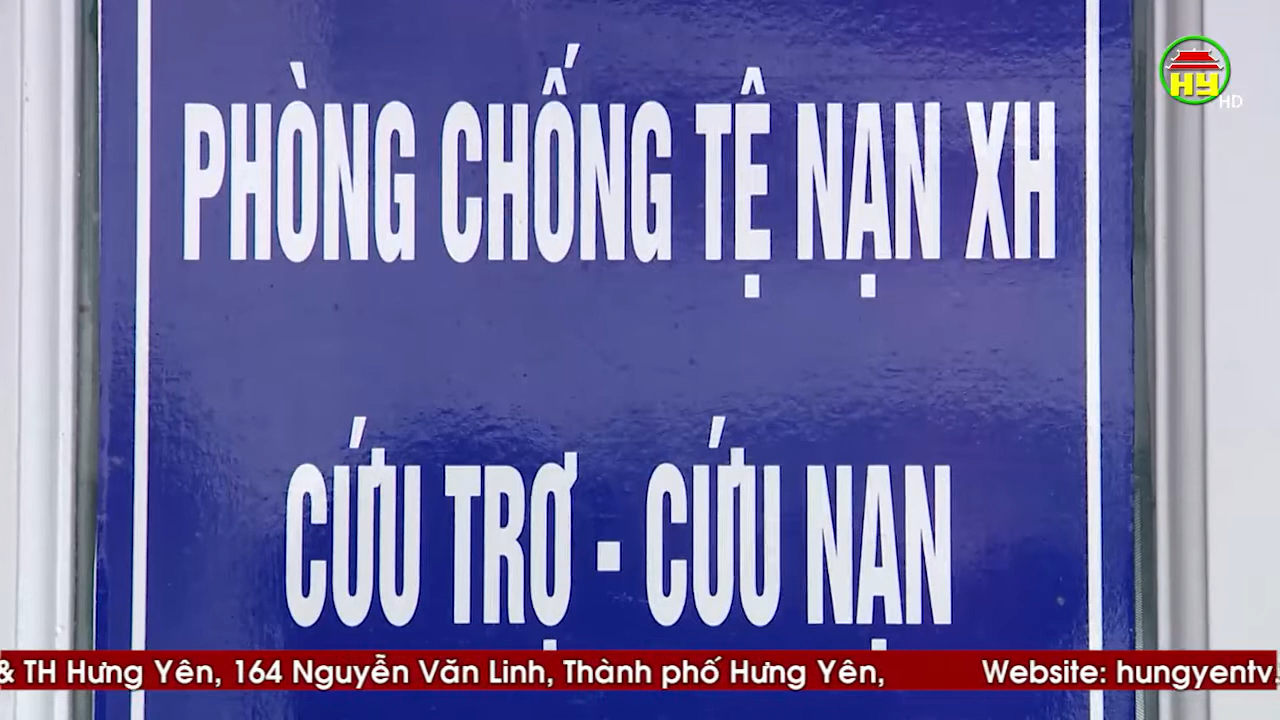 HY
HD
PHÒNG CHỐNG TỆ NẠN XH
CỨU TRỢ - CỨU NẠN
& TH Hưng Yên, 164 Nguyễn Văn Linh, Thành phố Hưng Yên, Website: hungyentv.